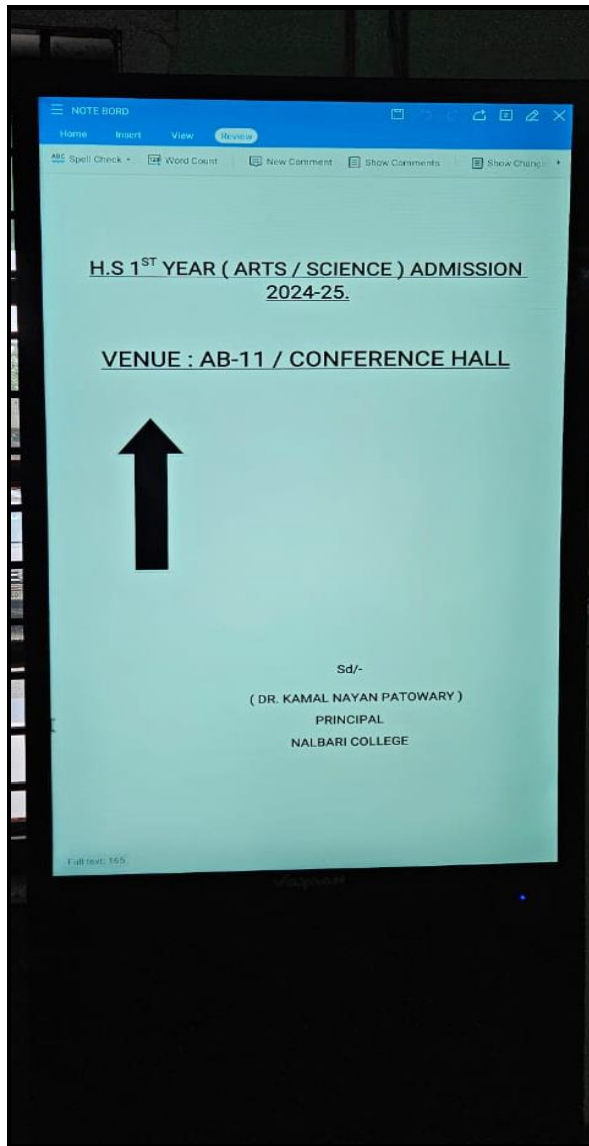 NOTE BORD
Home Insert View Review
ABC Spell Check Word Count New Comment Show Comments Show
H.S 1ST YEAR ( ARTS / SCIENCE ) ADMISSION
2024-25.
VENUE : AB-11 / CONFERENCE HALL
Sd/-
( DR. KAMAL NAYAN PATOWARY )
PRINCIPAL
NALBARI COLLEGE
Full text: 165